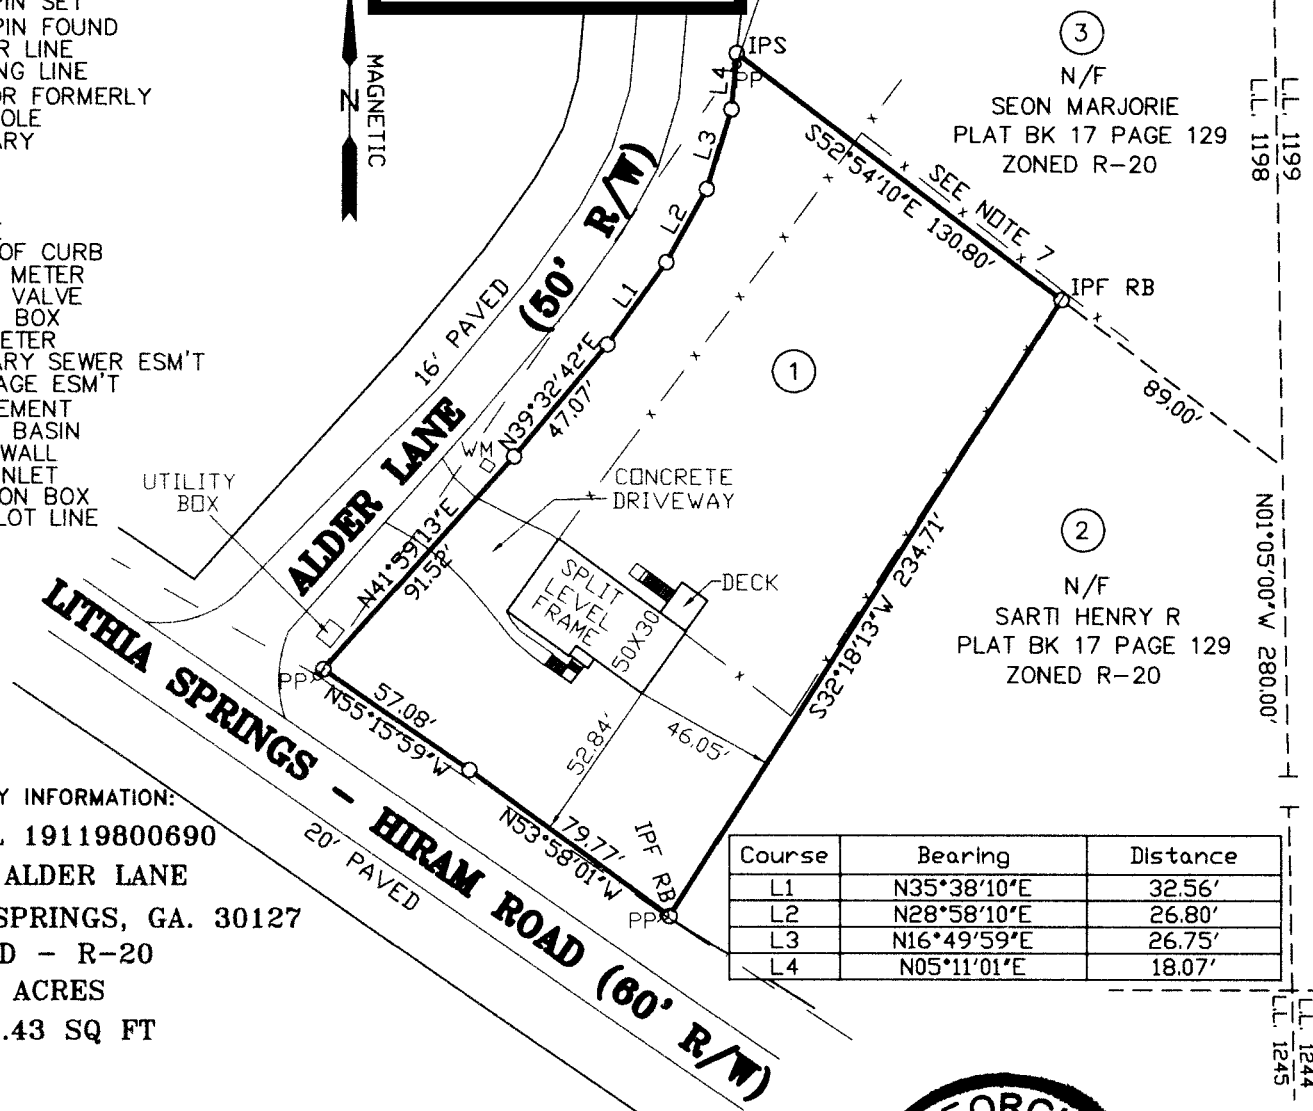 PIN SET
PIN FOUND
R LINE
NG LINE
OR FORMERLY
OLE
ARY
OF CURB
METER
VALVE
BOX
METER
ARY SEWER ESM'T
AGE ESM'T
EMENT
BASIN
WALL
INLET
ON BOX
LOT LINE
MAGNETIC
N
IPS
PP
L4
L3
L2
L1
S52°54'10"E 130.80'
SEE NOTE 7
3
N/F
SEON MARJORIE
PLAT BK 17 PAGE 129
ZONED R-20
L.L. 1199
L.L. 1198
IPF RB
89.00'
16' PAVED
ALDER LANE (50' R/W)
N39°32'42"E
47.07'
WM
1
CONCRETE
DRIVEWAY
UTILITY
BOX
N41°59'13"E
91.52'
SPLIT
LEVEL
FRAME
50X30
DECK
S32°18'13"W 234.71'
2
N/F
SARTI HENRY R
PLAT BK 17 PAGE 129
ZONED R-20
N01°05'00"W 280.00'
PP
57.08'
N55°15'59"W
52.84'
46.05'
79.77'
N53°58'01"W
IPF RB
PP
LITHIA SPRINGS - HIRAM ROAD (60' R/W)
20' PAVED
Y INFORMATION:
L 19119800690
ALDER LANE
SPRINGS, GA. 30127
D - R-20
ACRES
.43 SQ FT
Course Bearing Distance
L1 N35°38'10"E 32.56'
L2 N28°58'10"E 26.80'
L3 N16°49'59"E 26.75'
L4 N05°11'01"E 18.07'
L.L. 1244
L.L. 1245